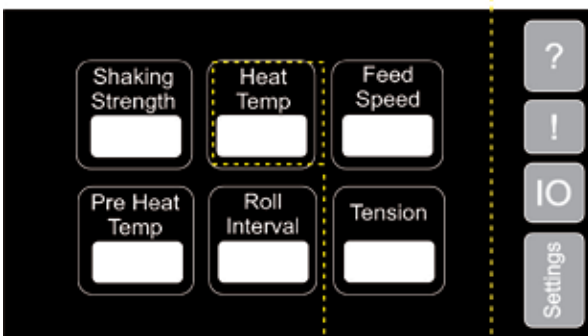 Shaking
Strength
Heat
Temp
Feed
Speed
Pre Heat
Temp
Roll
Interval
Tension
?
!
IO
Settings